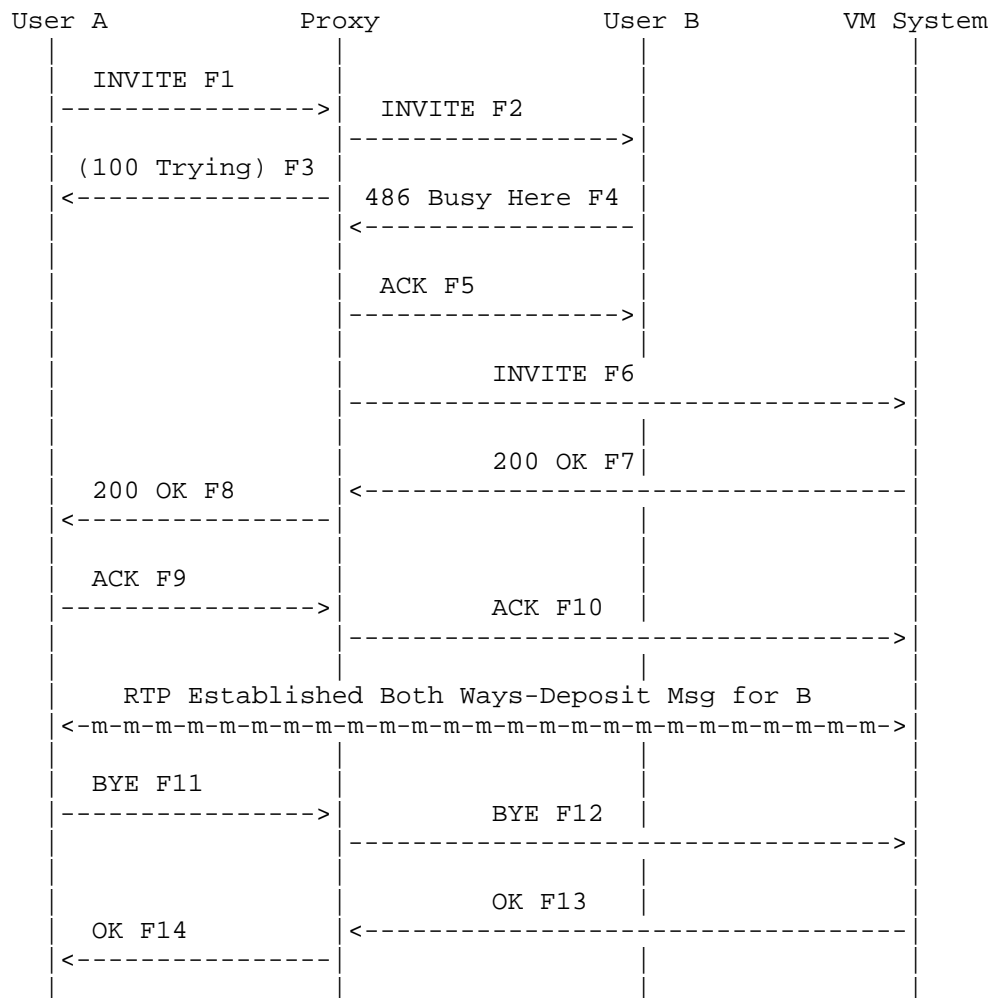 User A Proxy User B VM System
INVITE F1
INVITE F2
(100 Trying) F3
486 Busy Here F4
ACK F5
INVITE F6
200 OK F7
200 OK F8
ACK F9
ACK F10
RTP Established Both Ways-Deposit Msg for B
<-m-m-m-m-m-m-m-m-m-m-m-m-m-m-m-m-m-m-m-m-m-m-m-m-m->
BYE F11
BYE F12
OK F13
OK F14